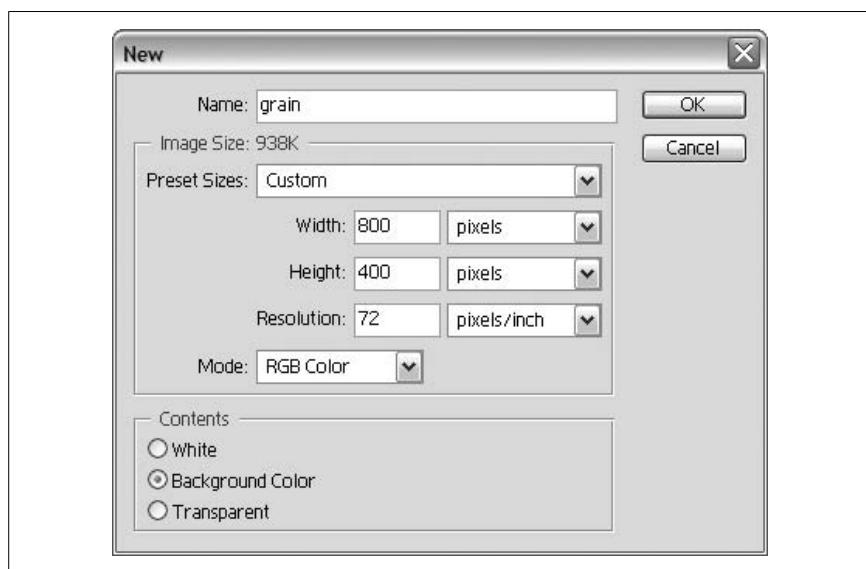 New
Name: grain
OK
Image Size: 938K
Cancel
Preset Sizes: Custom
Width: 800 pixels
Height: 400 pixels
Resolution: 72 pixels/inch
Mode: RGB Color
Contents
White
Background Color
Transparent